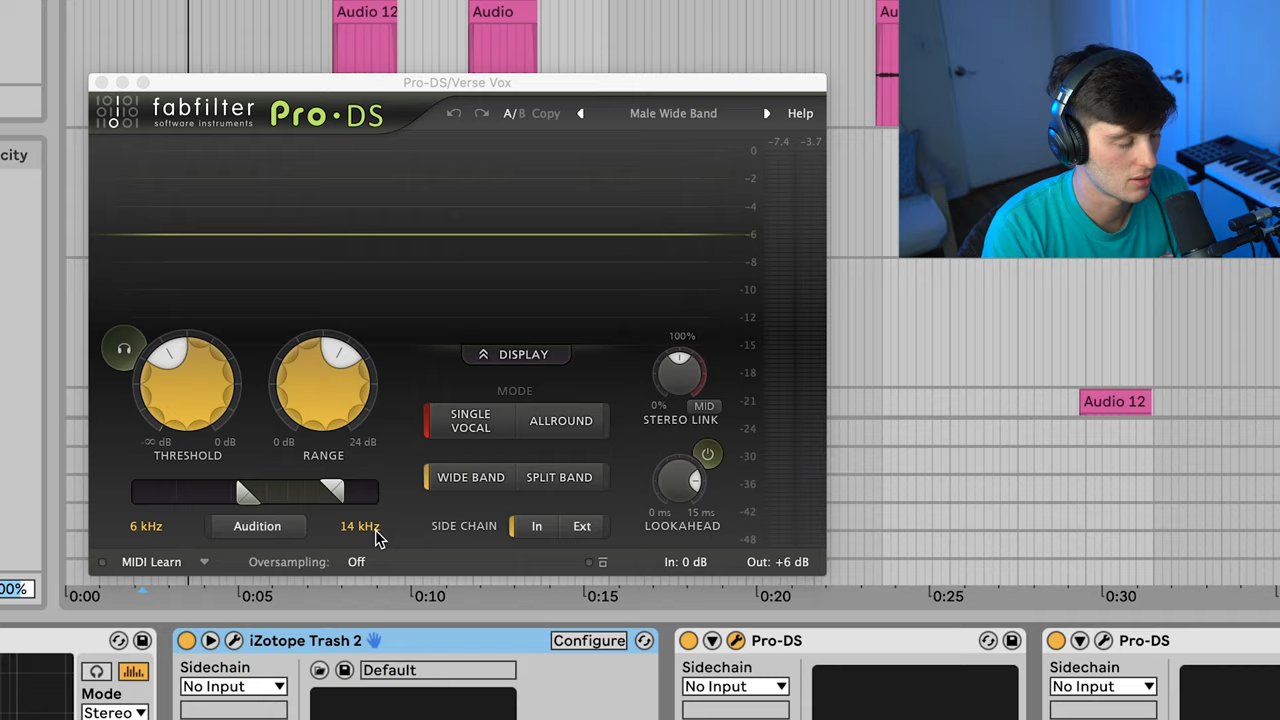 Audio 12
Audio
Au
Pro-DS/Verse Vox
fabfilter
software instruments
Pro·DS
A/B Copy
Male Wide Band
Help
-7.4 -3.7
0
-2
-4
-6
-8
-10
-12
-15
-18
-21
-24
-30
-36
-42
-48
city
DISPLAY
MODE
SINGLE
VOCAL
ALLROUND
WIDE BAND
SPLIT BAND
SIDE CHAIN
In
Ext
-∞ dB
0 dB
THRESHOLD
0 dB
24 dB
RANGE
6 kHz
Audition
14 kHz
100%
0%
MID
STEREO LINK
0 ms
15 ms
LOOKAHEAD
MIDI Learn
Oversampling:
Off
In: 0 dB
Out: +6 dB
Audio 12
00%
0:00
0:05
0:10
0:15
0:20
0:25
0:30
Mode
Stereo
iZotope Trash 2
Configure
Sidechain
No Input
Default
Pro-DS
Sidechain
No Input
Pro-DS
Sidechain
No Input